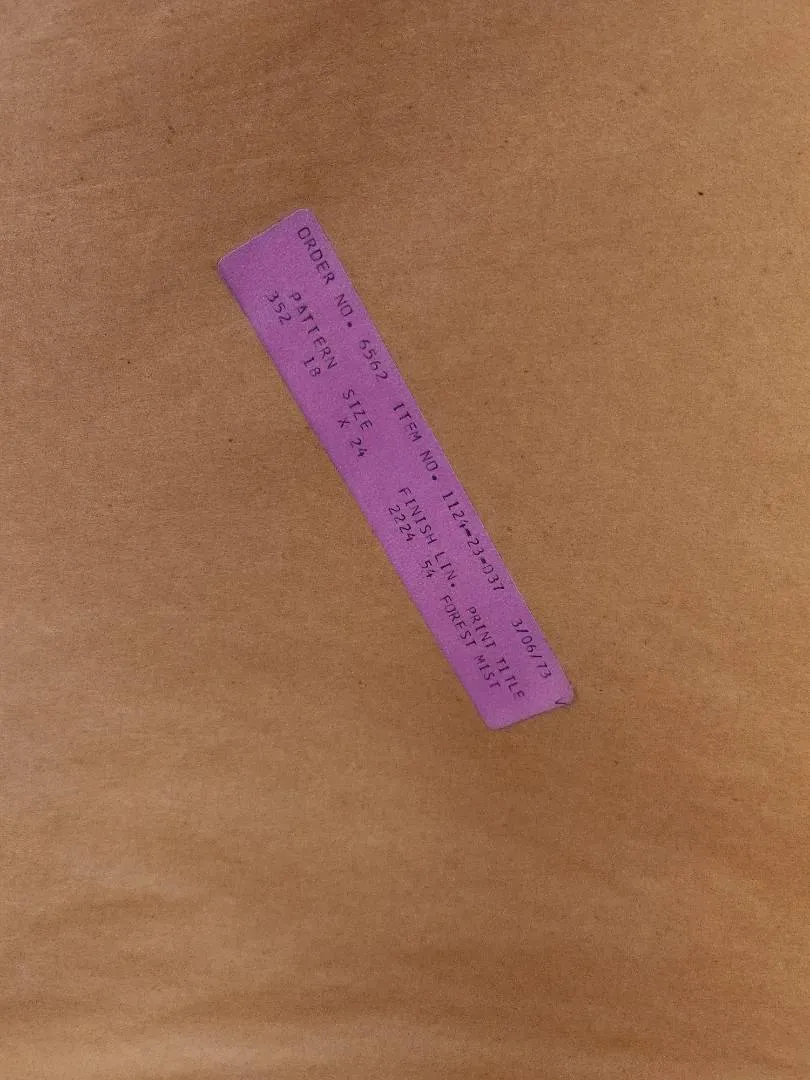 ORDER NO. 6562 ITEM NO. 1124-23-037 3/06/73
PATTERN SIZE FINISH LIN. PRINT TITLE V
352 18 X 24 2224 54 FOREST MIST